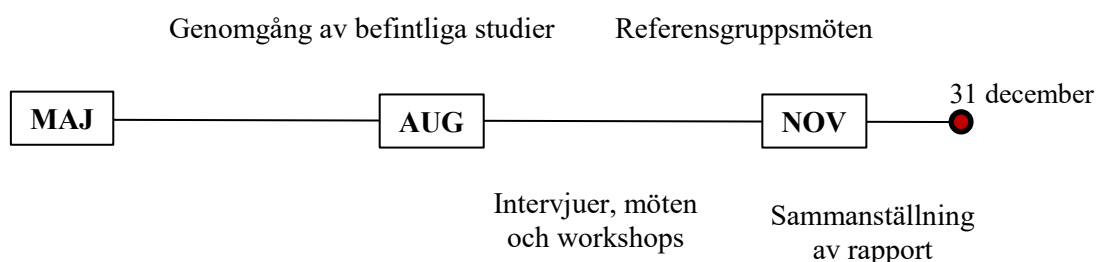 Genomgång av befintliga studier
Referensgruppsmöten
31 december
MAJ
AUG
NOV
Intervjuer, möten
och workshops
Sammanställning
av rapport